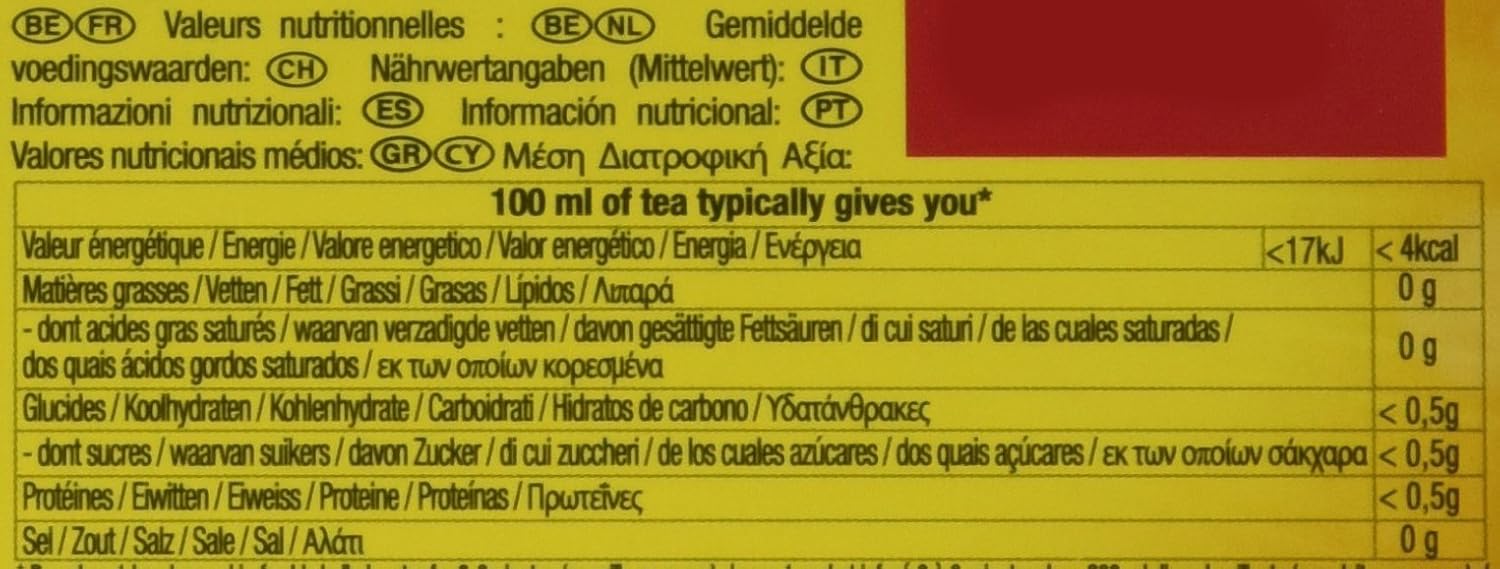 BE FR Valeurs nutritionnelles : BE NL Gemiddelde
voedingswaarden: CH Nährwertangaben (Mittelwert): IT
Informazioni nutrizionali: ES Información nutricional: PT
Valores nutricionais médios: GR CY Μέση Διατροφική Αξία:
100 ml of tea typically gives you*
Valeur énergétique / Energie / Valore energetico / Valor energético / Energia / Ενέργεια <17kJ < 4kcal
Matières grasses / Vetten / Fett / Grassi / Grasas / Lípidos / Λιπαρά 0 g
- dont acides gras saturés / waarvan verzadigde vetten / davon gesättigte Fettsäuren / di cui saturi / de las cuales saturadas /
dos quais ácidos gordos saturados / εκ των οποίων κορεσμένα 0 g
Glucides / Koolhydraten / Kohlenhydrate / Carboidrati / Hidratos de carbono / Υδατάνθρακες < 0,5g
- dont sucres / waarvan suikers / davon Zucker / di cui zuccheri / de los cuales azúcares / dos quais açúcares / εκ των οποίων σάκχαρα < 0,5g
Protéines / Eiwitten / Eiweiss / Proteine / Proteínas / Πρωτεΐνες < 0,5g
Sel / Zout / Salz / Sale / Sal / Αλάτι 0 g